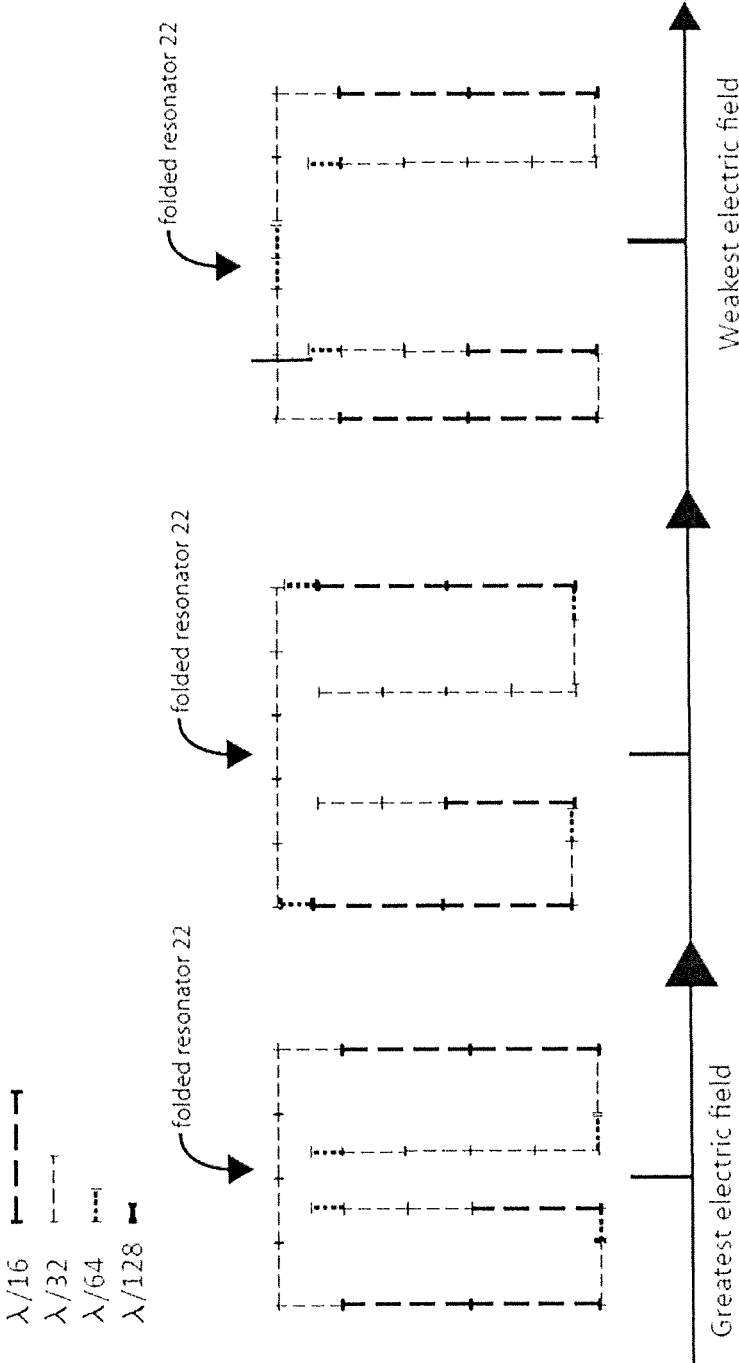 λ/16
λ/32
λ/64
λ/128
folded resonator 22
folded resonator 22
folded resonator 22
Greatest electric field
Weakest electric field